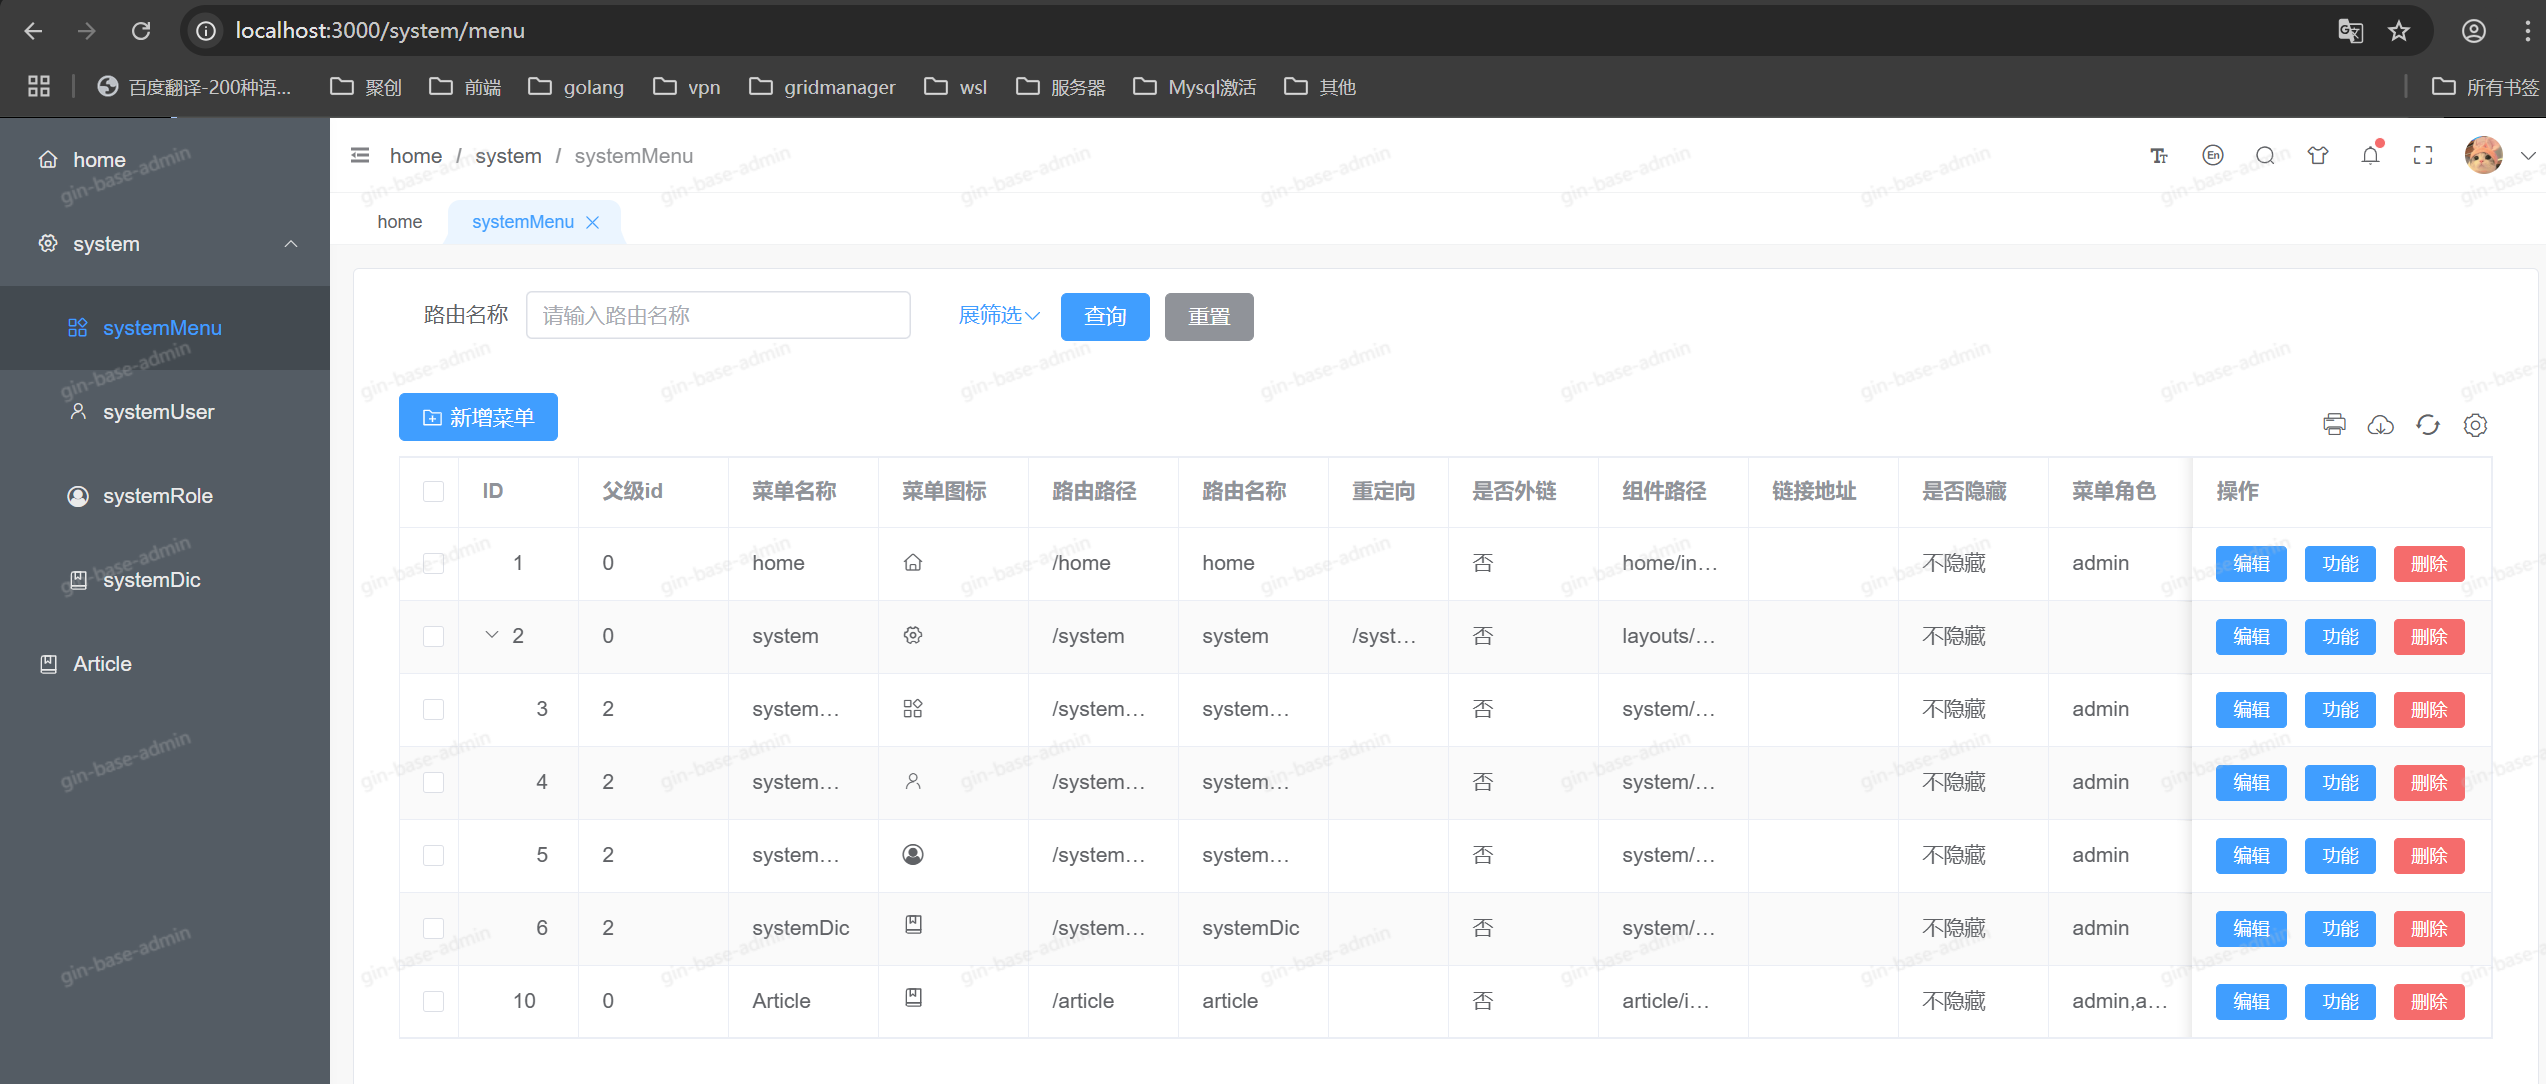 localhost:3000/system/menu
百度翻译-200种语... 聚创 前端 golang vpn gridmanager wsl 服务器 Mysql激活 其他 所有书签
home
system
systemMenu
systemUser
systemRole
systemDic
Article
home / system / systemMenu
En
home systemMenu
路由名称 请输入路由名称 展筛选 查询 重置
新增菜单
ID 父级id 菜单名称 菜单图标 路由路径 路由名称 重定向 是否外链 组件路径 链接地址 是否隐藏 菜单角色 操作
1 0 home /home home 否 home/in... 不隐藏 admin 编辑 功能 删除
2 0 system /system system /syst... 否 layouts/... 不隐藏 编辑 功能 删除
3 2 system... /system... system... 否 system/... 不隐藏 admin 编辑 功能 删除
4 2 system... /system... system... 否 system/... 不隐藏 admin 编辑 功能 删除
5 2 system... /system... system... 否 system/... 不隐藏 admin 编辑 功能 删除
6 2 systemDic /system... systemDic 否 system/... 不隐藏 admin 编辑 功能 删除
10 0 Article /article article 否 article/i... 不隐藏 admin,a... 编辑 功能 删除
gin-base-admin